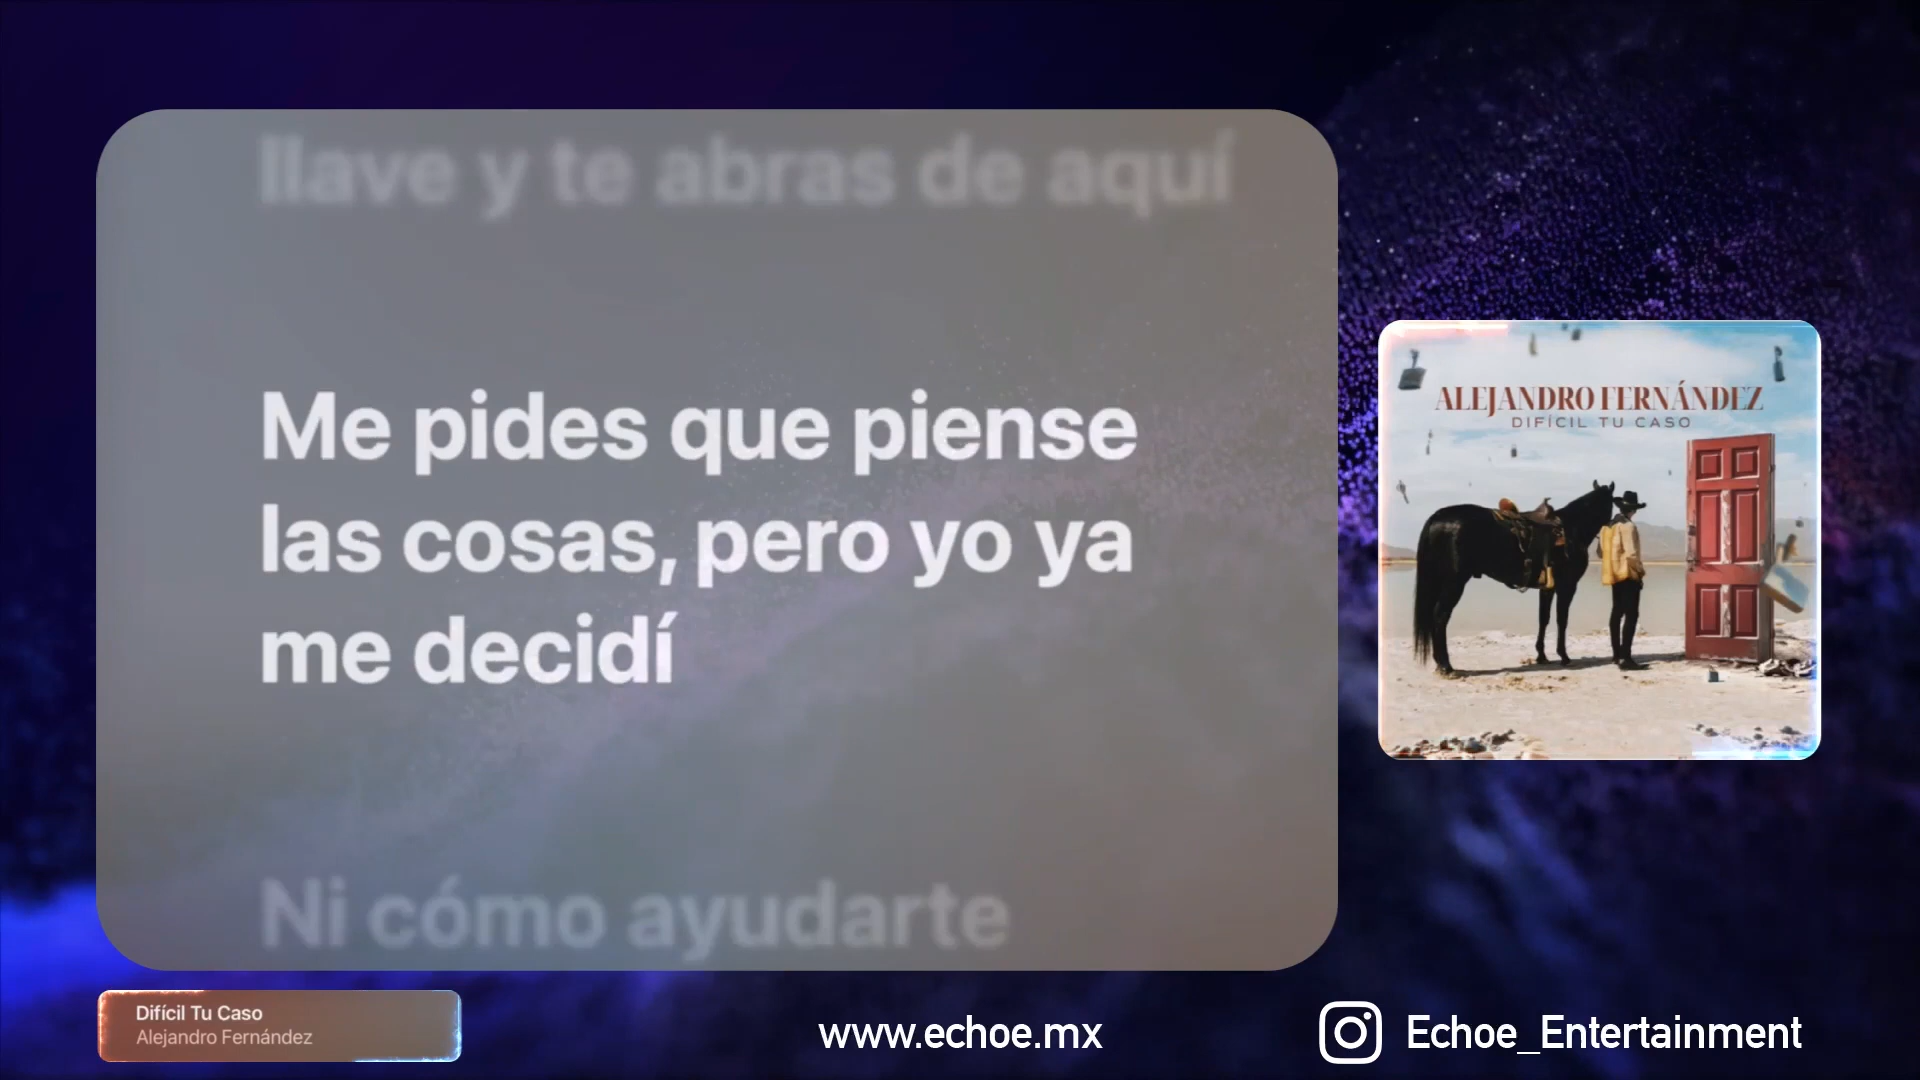 llave y te abras de aquí
Me pides que piense
las cosas, pero yo ya
me decidí
Ni cómo ayudarte
ALEJANDRO FERNÁNDEZ
DIFÍCIL TU CASO
Difícil Tu Caso
Alejandro Fernández
www.echoe.mx
Echoe_Entertainment